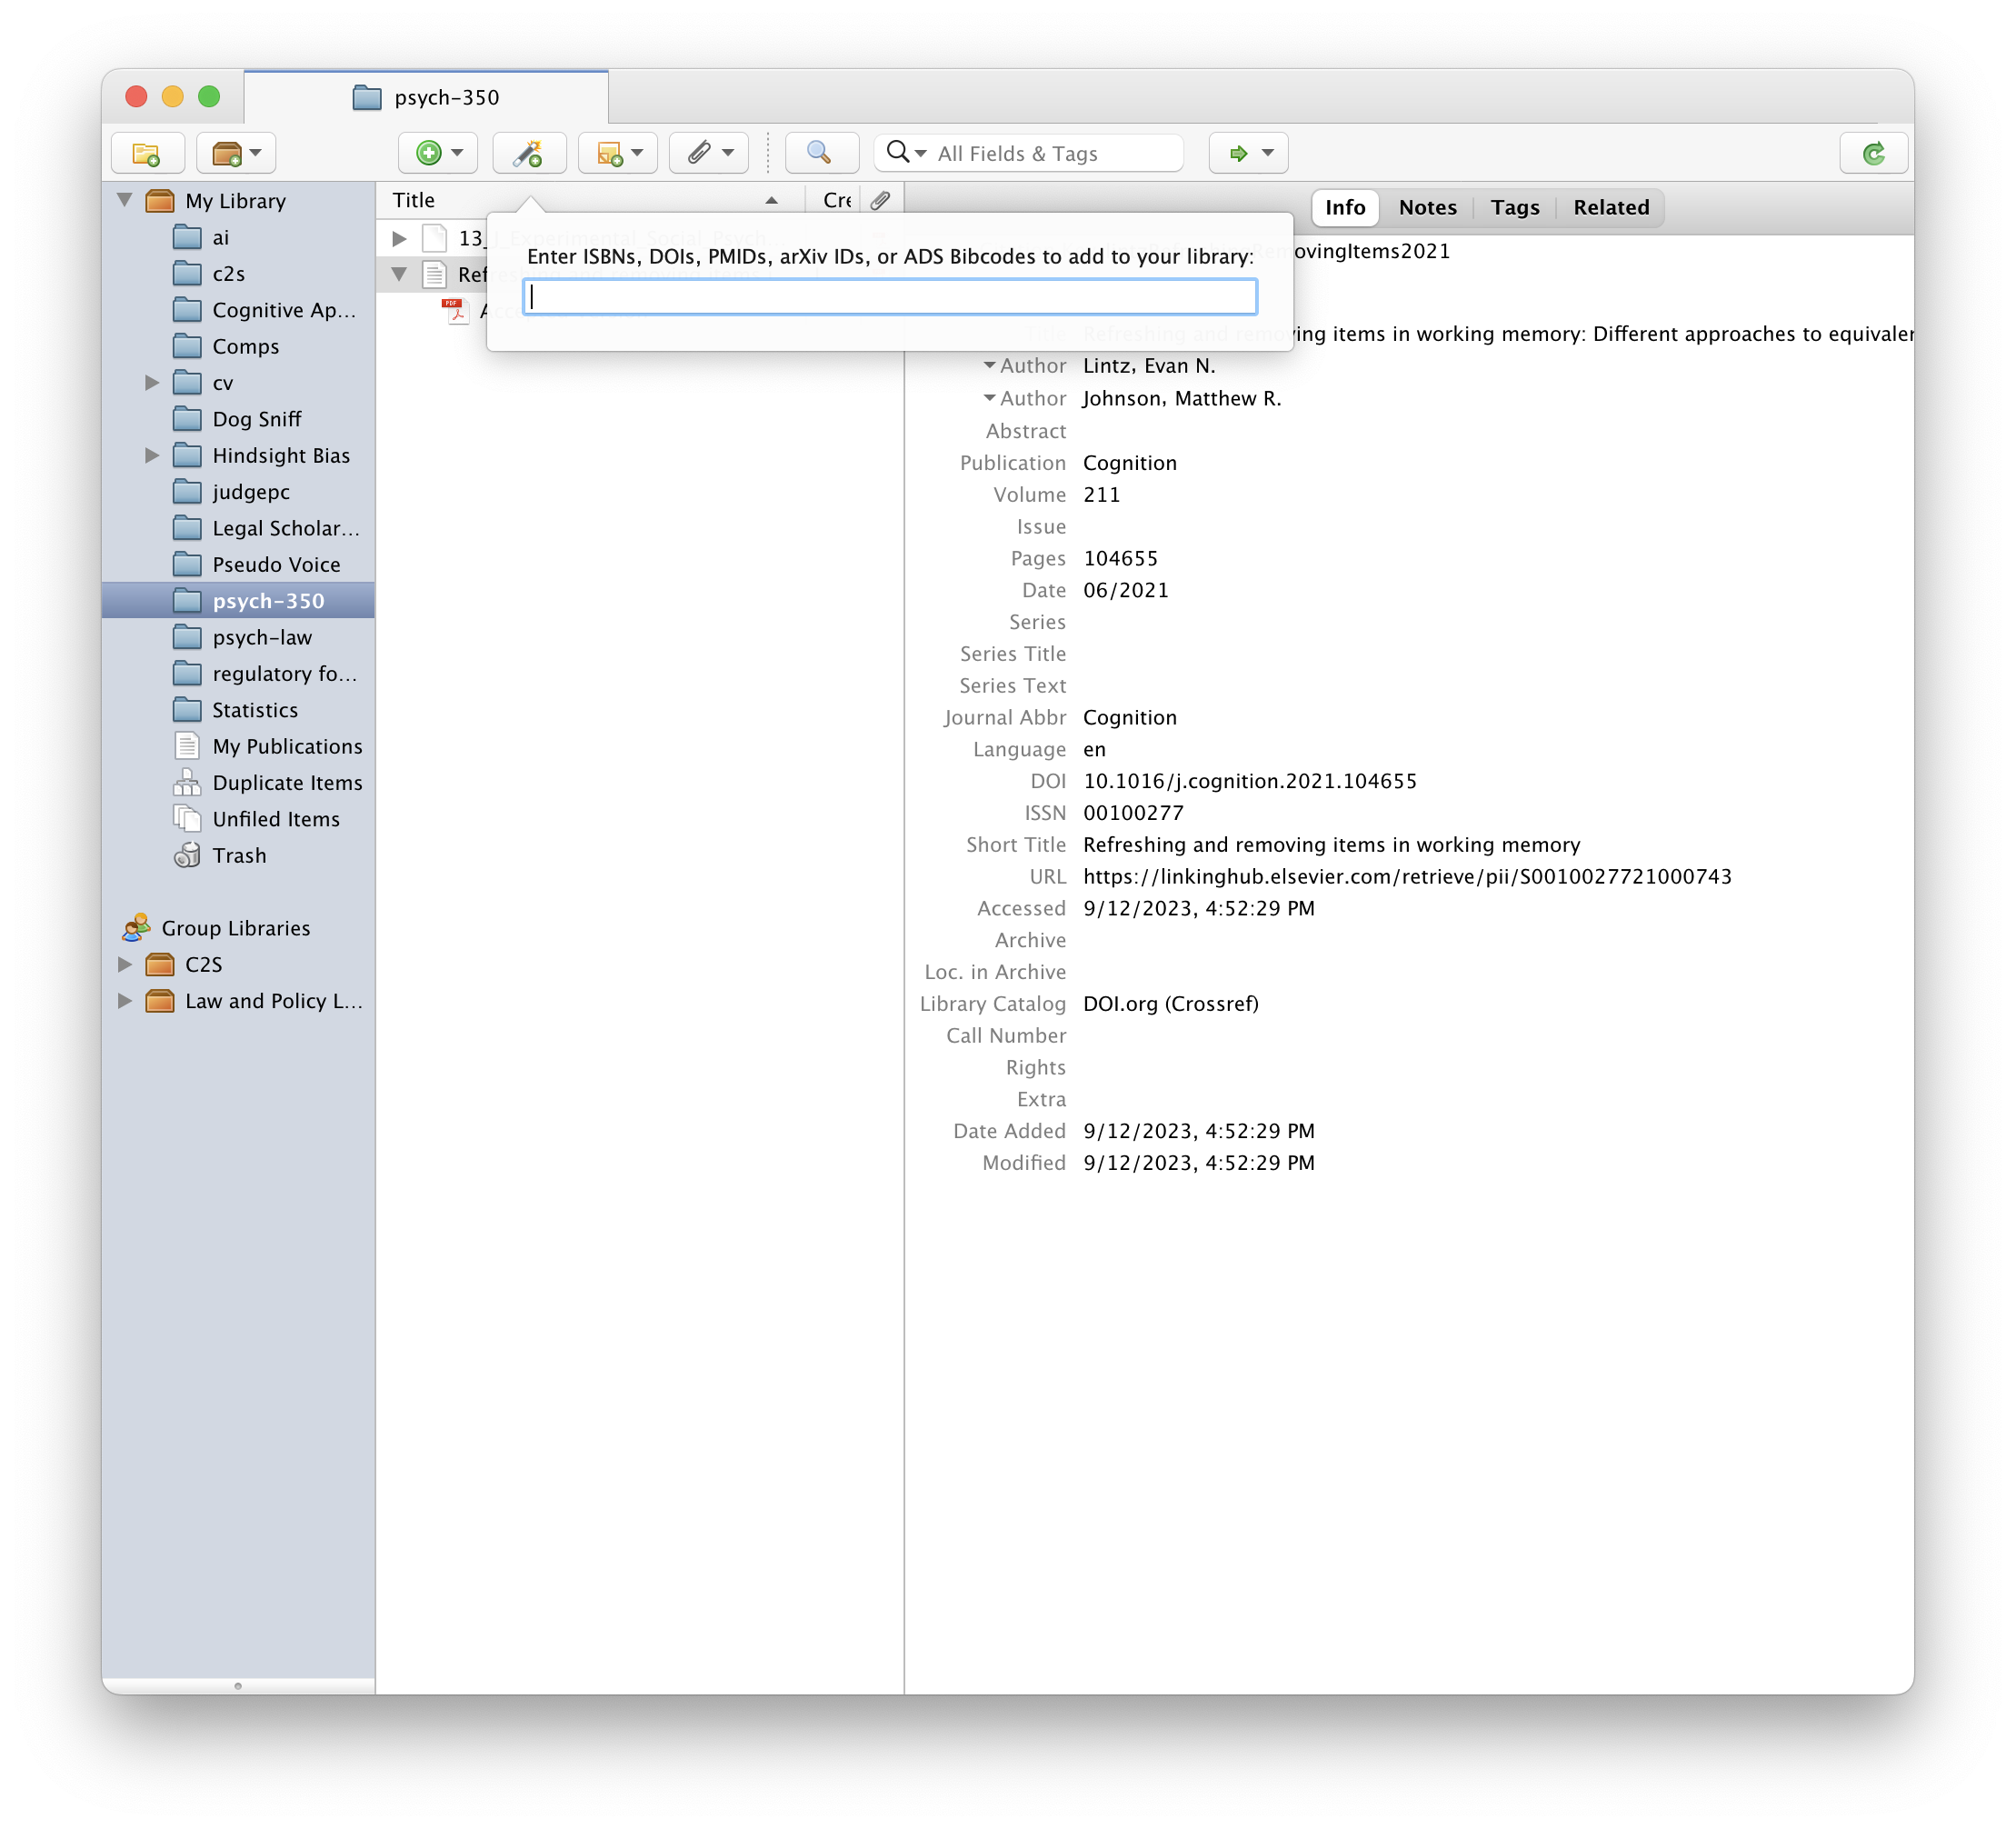 psych-350
All Fields & Tags
My Library
ai
c2s
Cognitive Ap...
Comps
cv
Dog Sniff
Hindsight Bias
judgepc
Legal Scholar...
Pseudo Voice
psych-350
psych-law
regulatory fo...
Statistics
My Publications
Duplicate Items
Unfiled Items
Trash
Group Libraries
C2S
Law and Policy L...
Title
Cre
13_J_Experimental_Social_Psych...
Refreshing and removing items
PDF
Enter ISBNs, DOIs, PMIDs, arXiv IDs, or ADS Bibcodes to add to your library:
Info Notes Tags Related
RemovingItems2021
Title Refreshing and removing items in working memory: Different approaches to equivaler
Author Lintz, Evan N.
Author Johnson, Matthew R.
Abstract
Publication Cognition
Volume 211
Issue
Pages 104655
Date 06/2021
Series
Series Title
Series Text
Journal Abbr Cognition
Language en
DOI 10.1016/j.cognition.2021.104655
ISSN 00100277
Short Title Refreshing and removing items in working memory
URL https://linkinghub.elsevier.com/retrieve/pii/S0010027721000743
Accessed 9/12/2023, 4:52:29 PM
Archive
Loc. in Archive
Library Catalog DOI.org (Crossref)
Call Number
Rights
Extra
Date Added 9/12/2023, 4:52:29 PM
Modified 9/12/2023, 4:52:29 PM